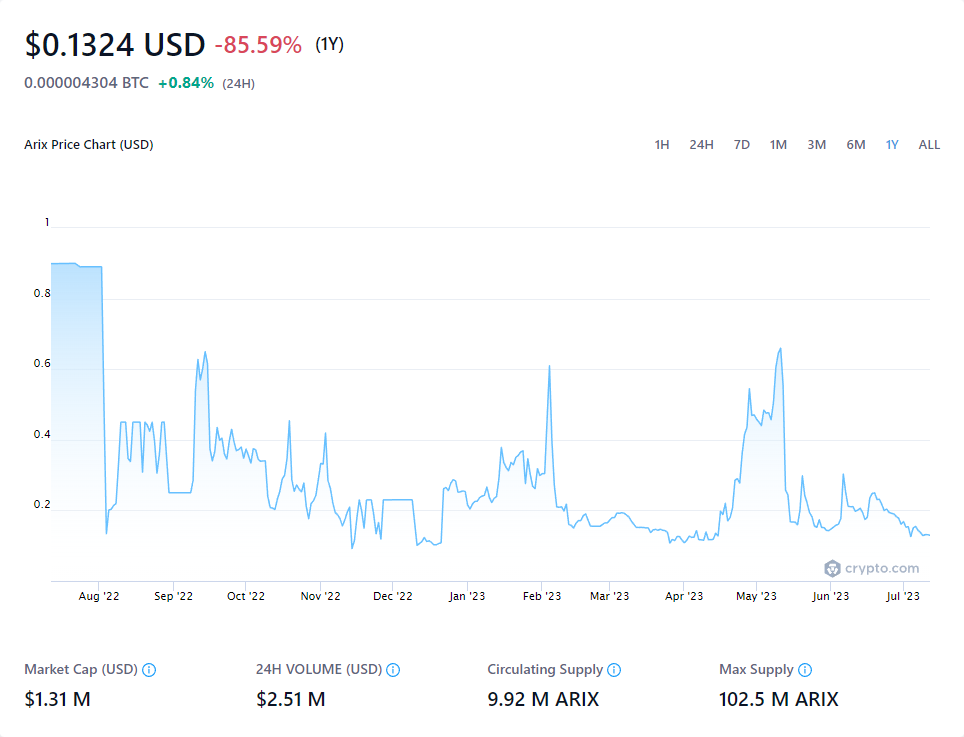 $0.1324 USD -85.59% (1Y)
0.000004304 BTC +0.84% (24H)
Arix Price Chart (USD) 1H 24H 7D 1M 3M 6M 1Y ALL
1
0.8
0.6
0.4
0.2
crypto.com
Aug '22 Sep '22 Oct '22 Nov '22 Dec '22 Jan '23 Feb '23 Mar '23 Apr '23 May '23 Jun '23 Jul '23
Market Cap (USD) 24H VOLUME (USD) Circulating Supply Max Supply
$1.31 M $2.51 M 9.92 M ARIX 102.5 M ARIX